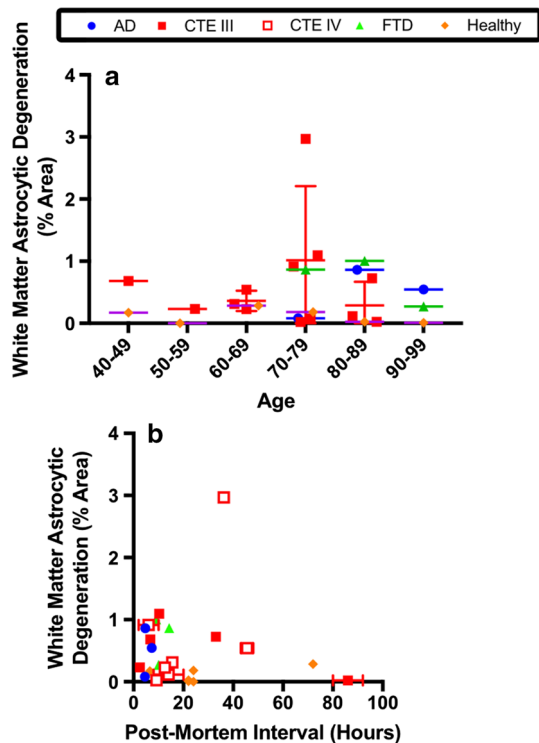 AD CTE III CTE IV FTD Healthy
a
White Matter Astrocytic Degeneration
(% Area)
4
3
2
1
0
40-49 50-59 60-69 70-79 80-89 90-99
Age
b
White Matter Astrocytic
Degeneration (% Area)
4
3
2
1
0
0 20 40 60 80 100
Post-Mortem Interval (Hours)